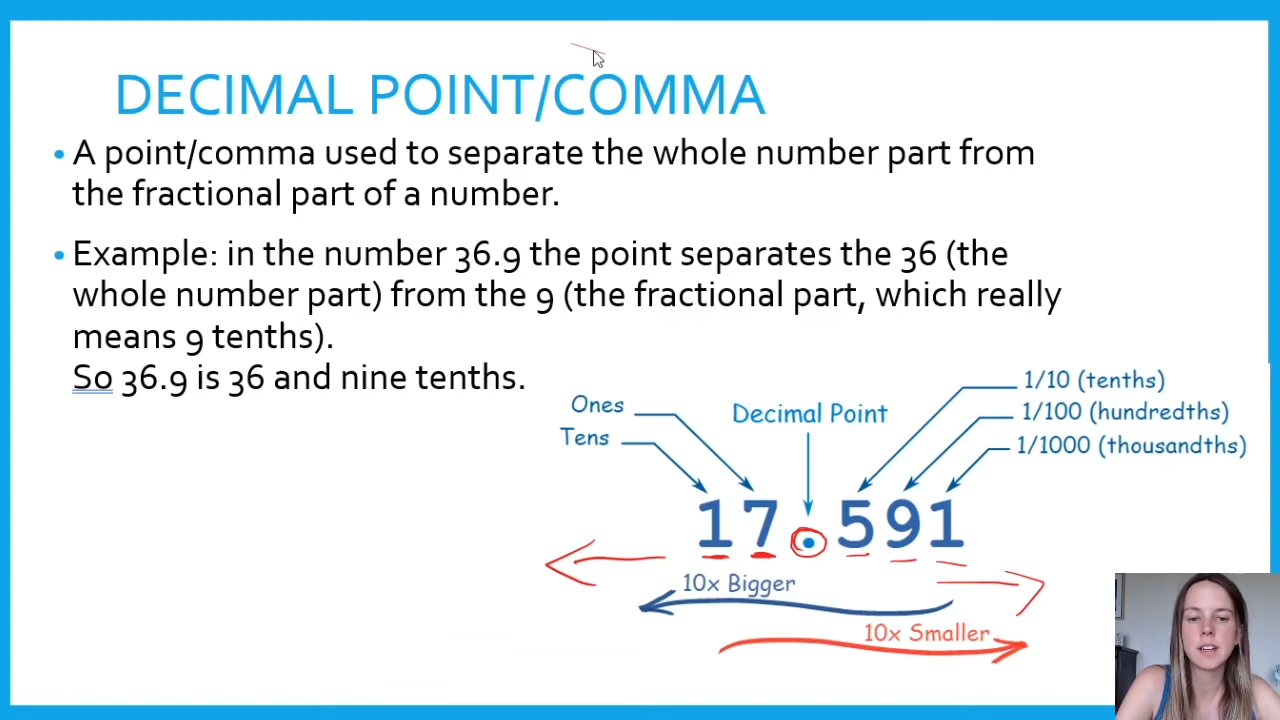 DECIMAL POINT/COMMA
• A point/comma used to separate the whole number part from
the fractional part of a number.
• Example: in the number 36.9 the point separates the 36 (the
whole number part) from the 9 (the fractional part, which really
means 9 tenths).
So 36.9 is 36 and nine tenths.
1/10 (tenths)
Ones
Decimal Point
1/100 (hundredths)
Tens
1/1000 (thousandths)
17.591
10x Bigger
10x Smaller